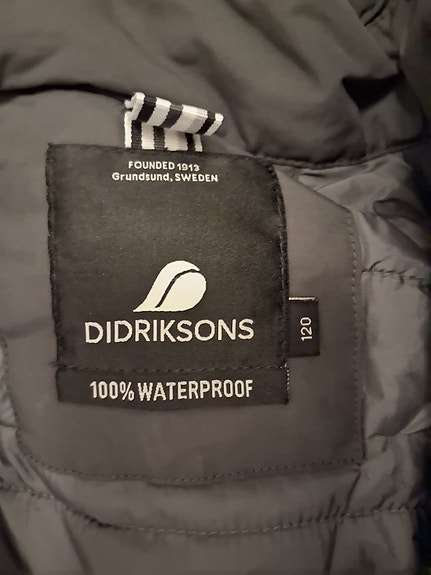 FOUNDED 1913
Grundsund, SWEDEN
DIDRIKSONS
120
100% WATERPROOF